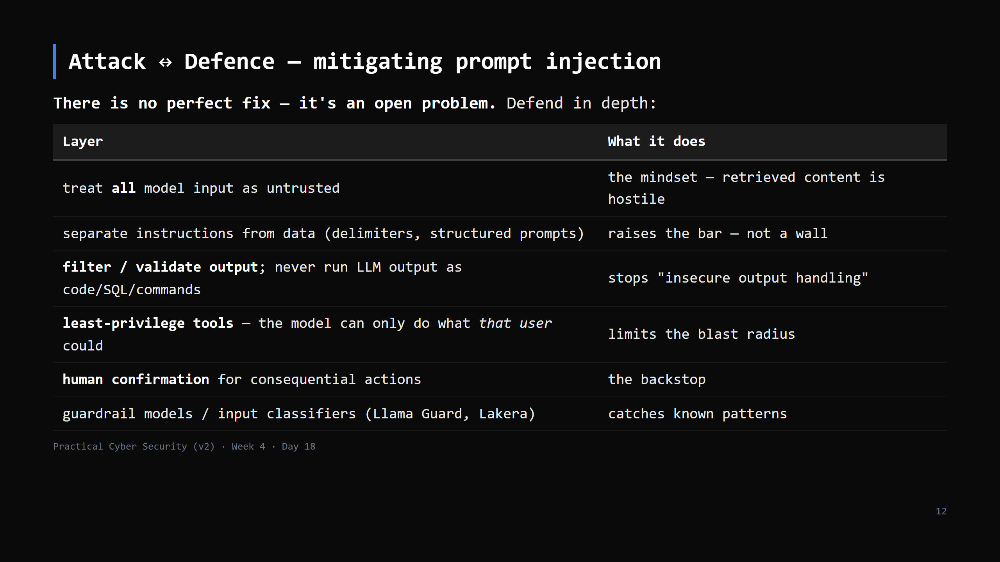 Attack ↔ Defence — mitigating prompt injection
There is no perfect fix — it's an open problem. Defend in depth:
Layer
What it does
treat all model input as untrusted
the mindset — retrieved content is
hostile
separate instructions from data (delimiters, structured prompts)
raises the bar — not a wall
filter / validate output; never run LLM output as
code/SQL/commands
stops "insecure output handling"
least-privilege tools — the model can only do what that user
could
limits the blast radius
human confirmation for consequential actions
the backstop
guardrail models / input classifiers (Llama Guard, Lakera)
catches known patterns
Practical Cyber Security (v2) · Week 4 · Day 18
12